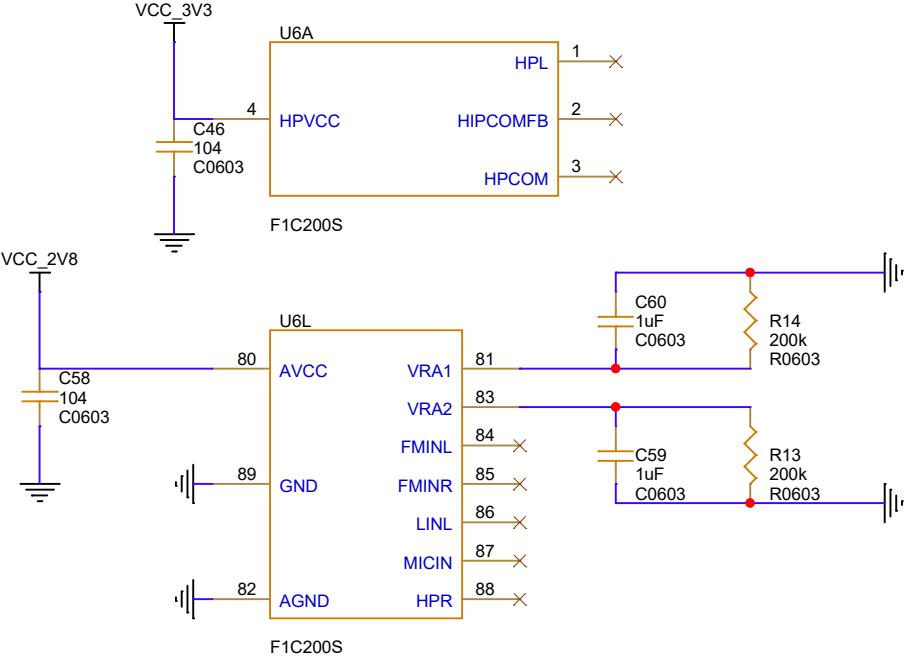 VCC_3V3
U6A
HPL 1
4 HPVCC
HIPCOMFB 2
HPCOM 3
C46
104
C0603
F1C200S
VCC_2V8
U6L
80 AVCC
VRA1 81
VRA2 83
FMINL 84
89 GND
FMINR 85
LINL 86
MICIN 87
82 AGND
HPR 88
C58
104
C0603
F1C200S
C60
1uF
C0603
R14
200k
R0603
C59
1uF
C0603
R13
200k
R0603